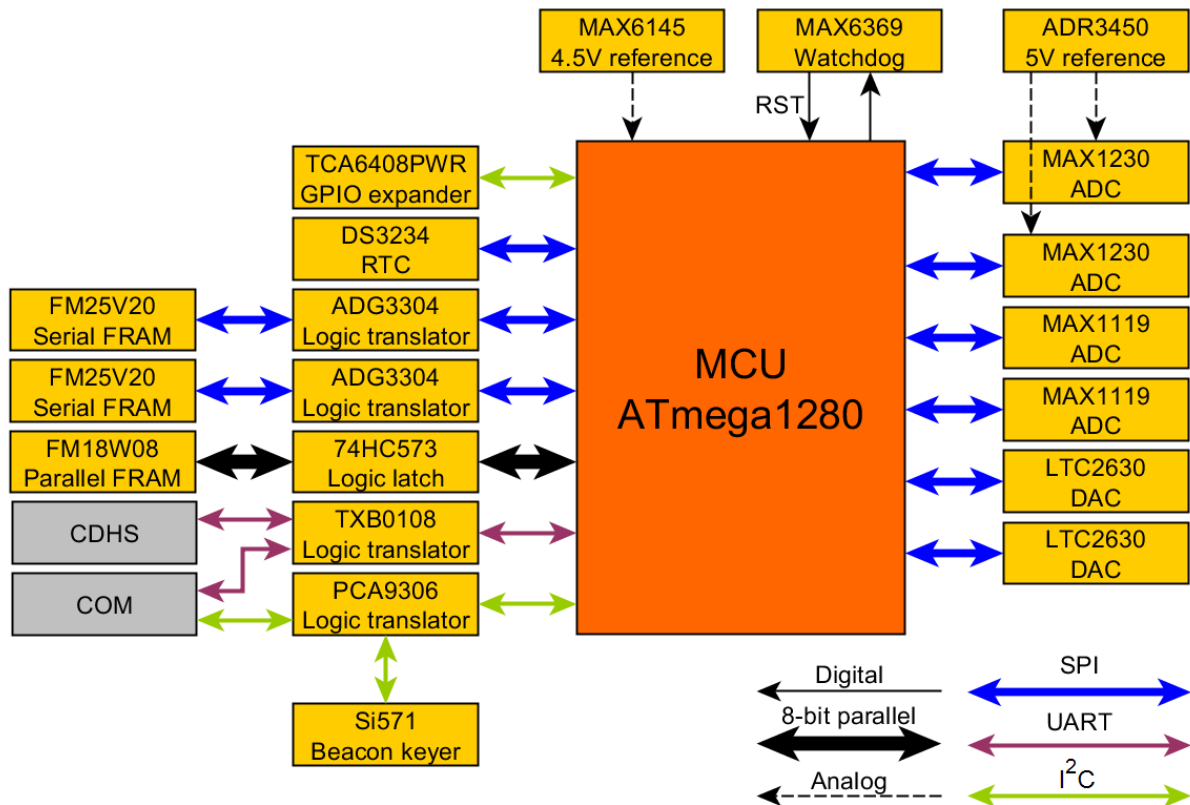 MAX6145
4.5V reference
MAX6369
Watchdog
ADR3450
5V reference
RST
TCA6408PWR
GPIO expander
MAX1230
ADC
DS3234
RTC
MAX1230
ADC
FM25V20
Serial FRAM
ADG3304
Logic translator
MAX1119
ADC
MCU
ATmega1280
FM25V20
Serial FRAM
ADG3304
Logic translator
MAX1119
ADC
FM18W08
Parallel FRAM
74HC573
Logic latch
LTC2630
DAC
CDHS
TXB0108
Logic translator
LTC2630
DAC
COM
PCA9306
Logic translator
Si571
Beacon keyer
Digital
SPI
8-bit parallel
UART
Analog
I²C